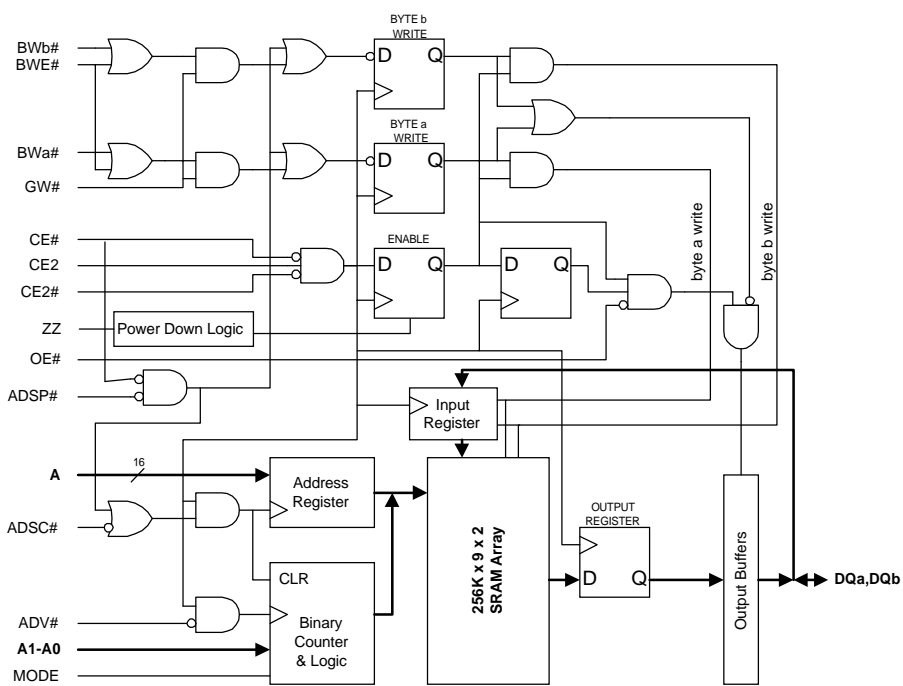 BYTE b
WRITE
BWb#
BWE#
D Q
BYTE a
WRITE
BWa#
GW#
D Q
byte a write
byte b write
CE#
CE2
CE2#
ENABLE
D Q
D Q
ZZ
Power Down Logic
OE#
ADSP#
Input
Register
A
16
Address
Register
ADSC#
OUTPUT
REGISTER
D Q
256K x 9 x 2
SRAM Array
Output Buffers
DQa,DQb
CLR
Binary
Counter
& Logic
ADV#
A1-A0
MODE